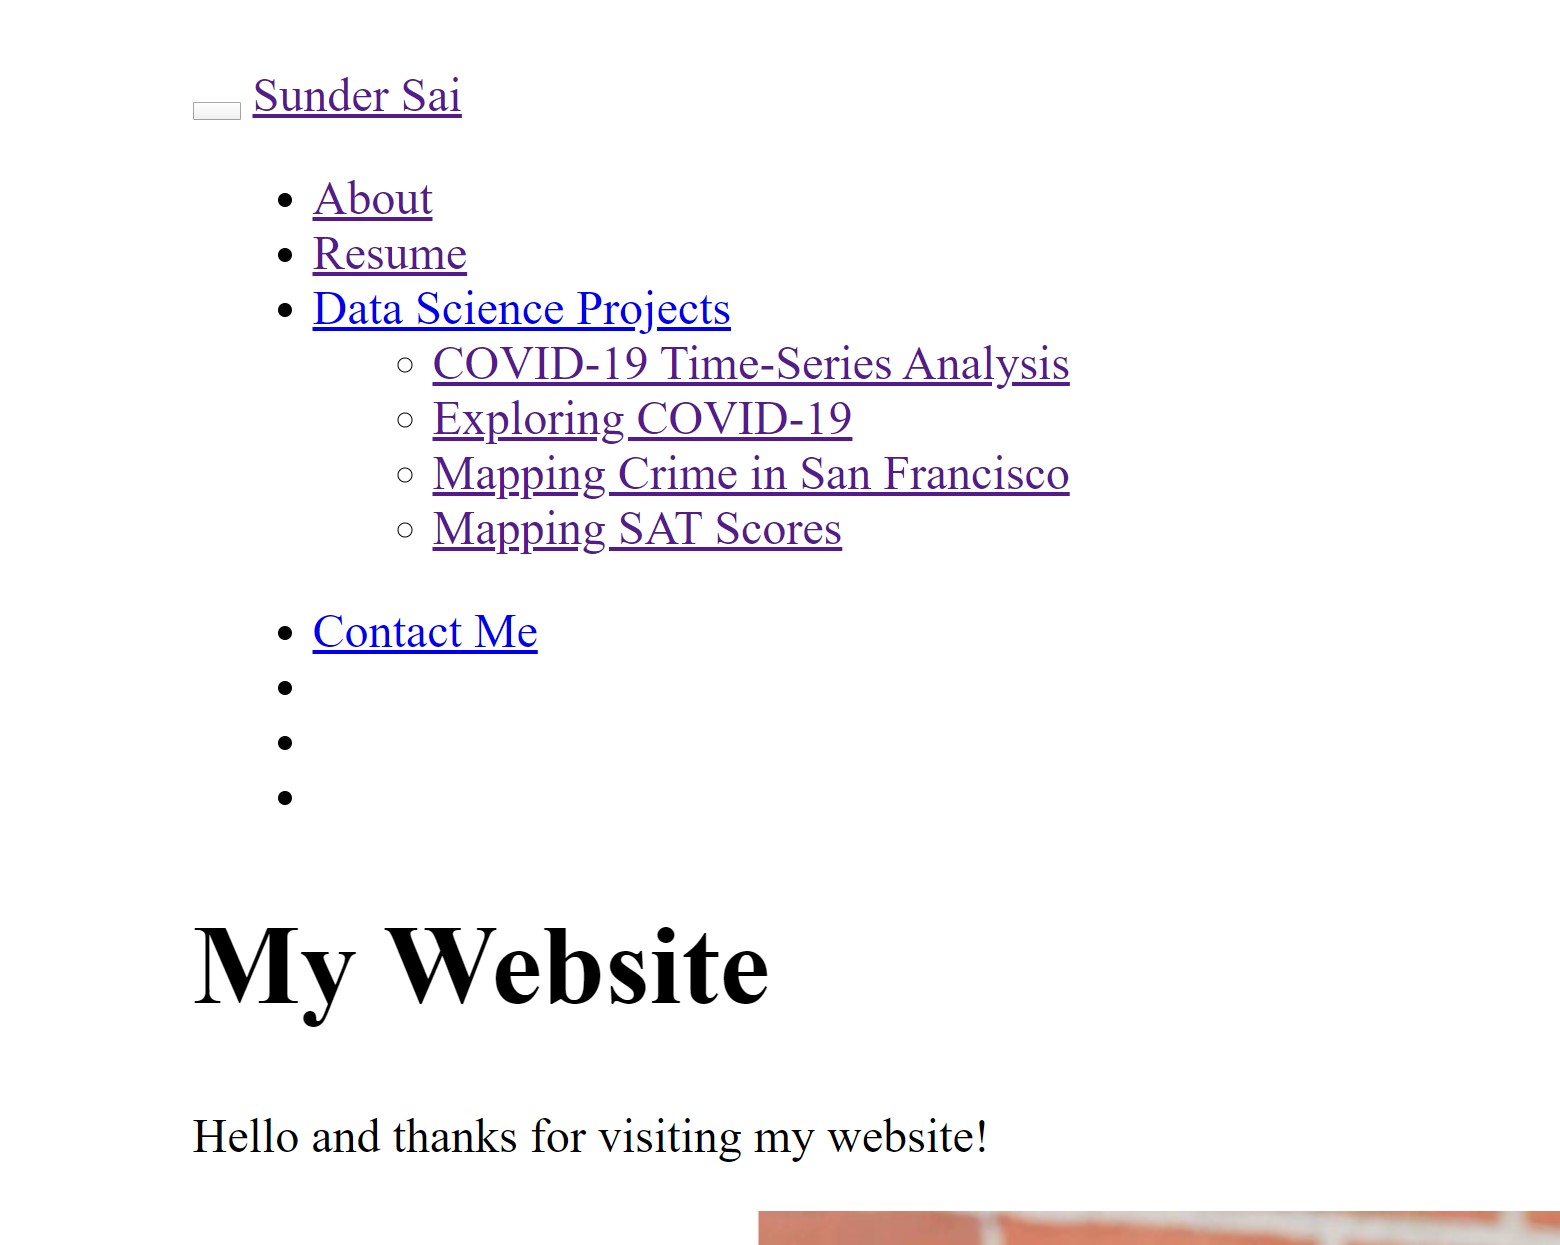 Sunder Sai
About
Resume
Data Science Projects
COVID-19 Time-Series Analysis
Exploring COVID-19
Mapping Crime in San Francisco
Mapping SAT Scores
Contact Me
My Website
Hello and thanks for visiting my website!